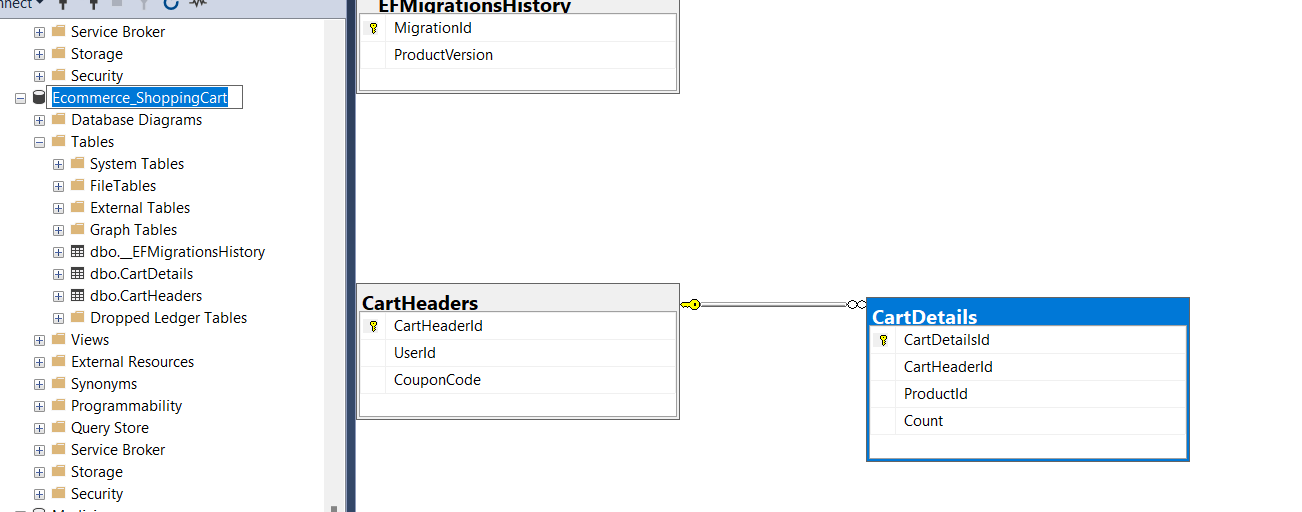 Service Broker
Storage
Security
Ecommerce_ShoppingCart
Database Diagrams
Tables
System Tables
FileTables
External Tables
Graph Tables
dbo.__EFMigrationsHistory
dbo.CartDetails
dbo.CartHeaders
Dropped Ledger Tables
Views
External Resources
Synonyms
Programmability
Query Store
Service Broker
Storage
Security
EFMigrationsHistory
MigrationId
ProductVersion
CartHeaders
CartHeaderId
UserId
CouponCode
CartDetails
CartDetailsId
CartHeaderId
ProductId
Count